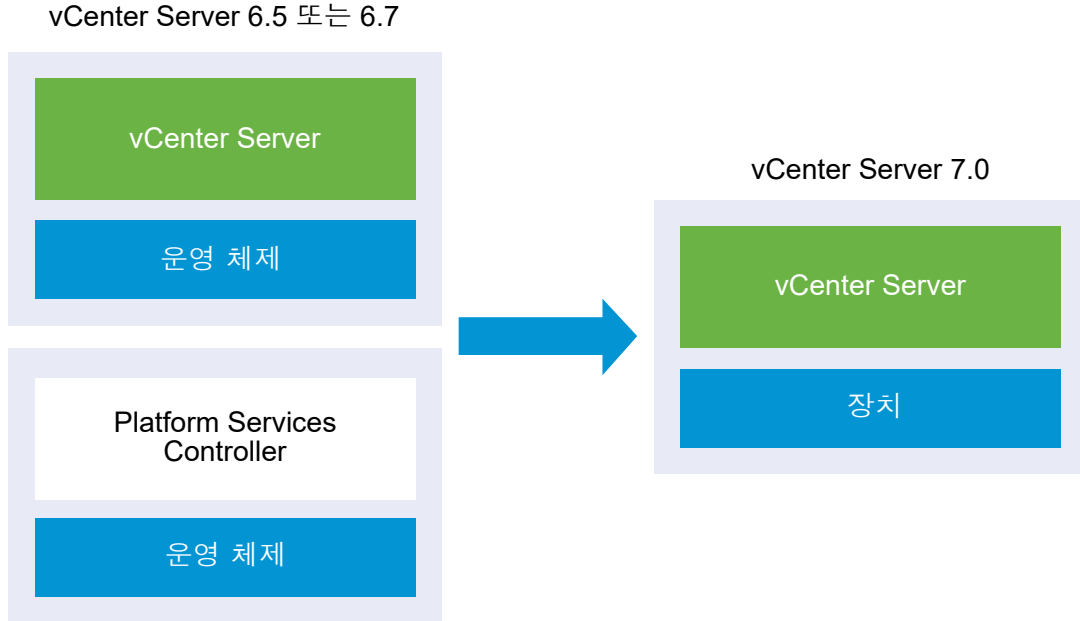 vCenter Server 6.5 또는 6.7
vCenter Server
운영 체제
Platform Services
Controller
운영 체제
vCenter Server 7.0
vCenter Server
장치